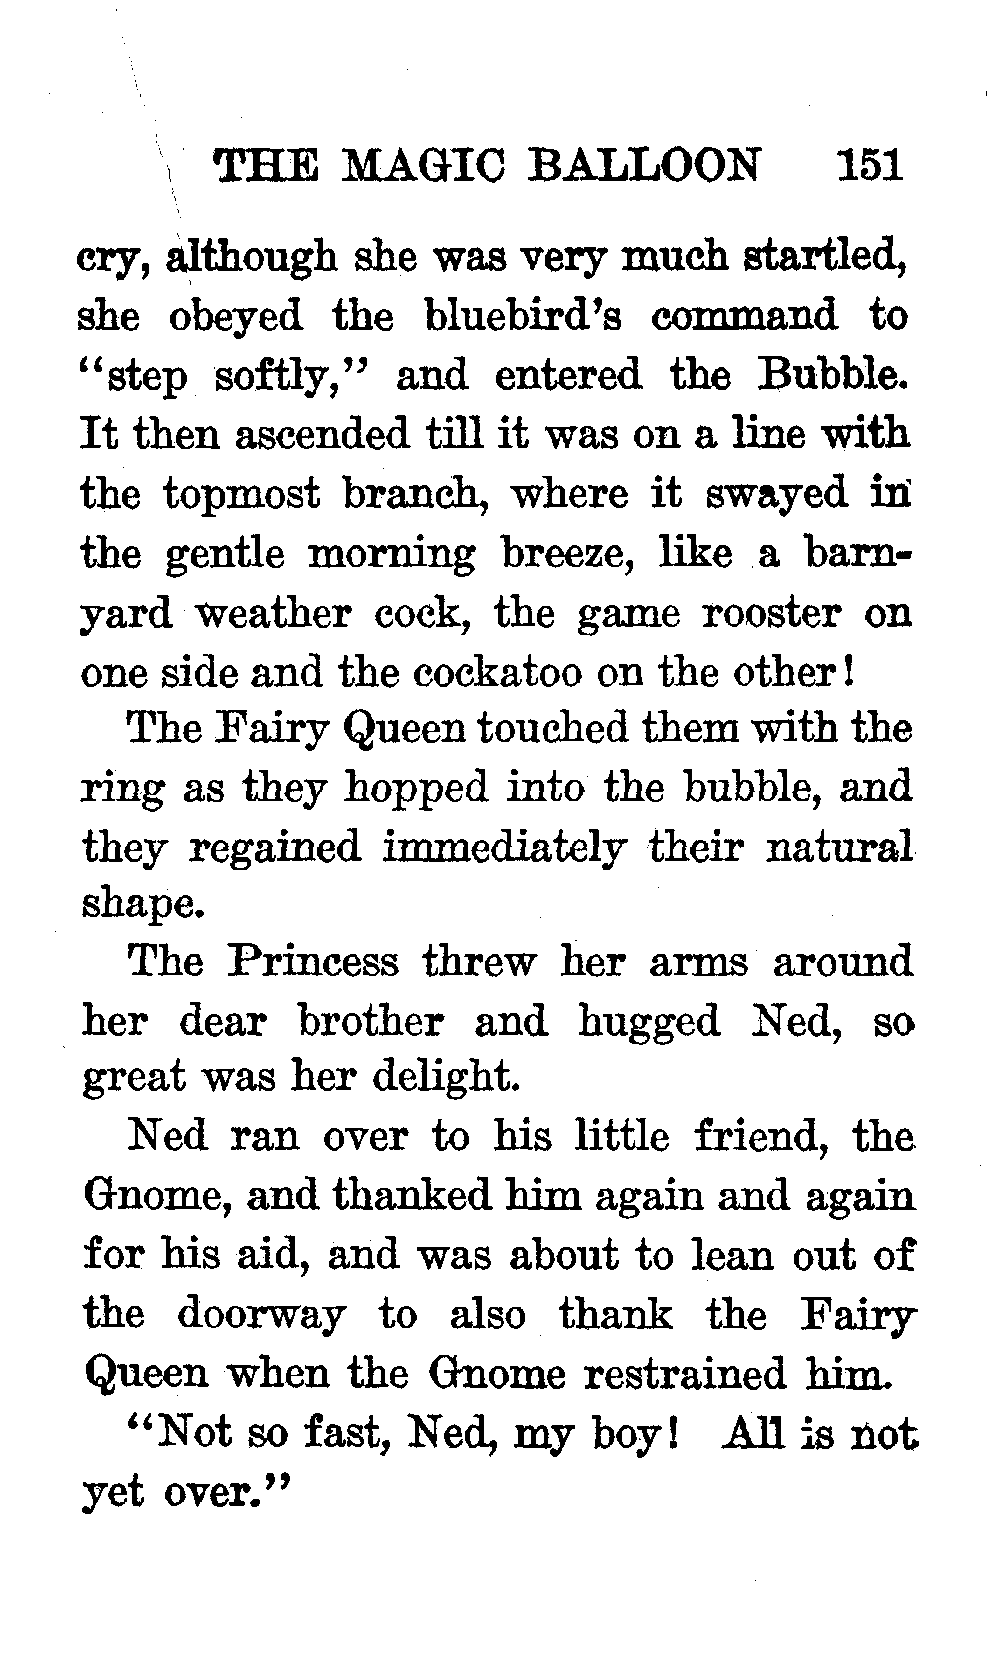 THE MAGIC BALLOON 151
cry, although she was very much startled,
she obeyed the bluebird's command to
"step softly," and entered the Bubble.
It then ascended till it was on a line with
the topmost branch, where it swayed in
the gentle morning breeze, like a barn-
yard weather cock, the game rooster on
one side and the cockatoo on the other!
The Fairy Queen touched them with the
ring as they hopped into the bubble, and
they regained immediately their natural
shape.
The Princess threw her arms around
her dear brother and hugged Ned, so
great was her delight.
Ned ran over to his little friend, the
Gnome, and thanked him again and again
for his aid, and was about to lean out of
the doorway to also thank the Fairy
Queen when the Gnome restrained him.
"Not so fast, Ned, my boy! All is not
yet over."